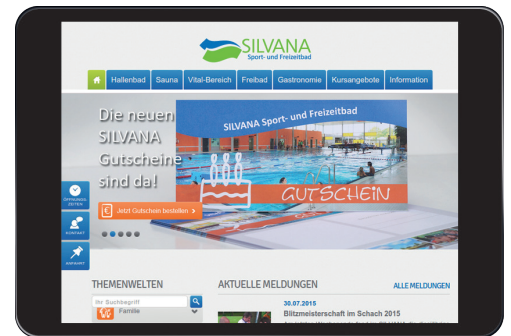 SILVANA
Sport- und Freizeitbad
Hallenbad Sauna Vital-Bereich Freibad Gastronomie Kursangebote Information
Die neuen
SILVANA
Gutscheine
sind da!
SILVANA Sport- und Freizeitbad
GUTSCHEIN
€ Jetzt Gutschein bestellen >
ÖFFNUNGS-
ZEITEN
KONTAKT
ANFAHRT
THEMENWELTEN
Ihr Suchbegriff
Familie
AKTUELLE MELDUNGEN
ALLE MELDUNGEN
30.07.2015
Blitzmeisterschaft im Schach 2015